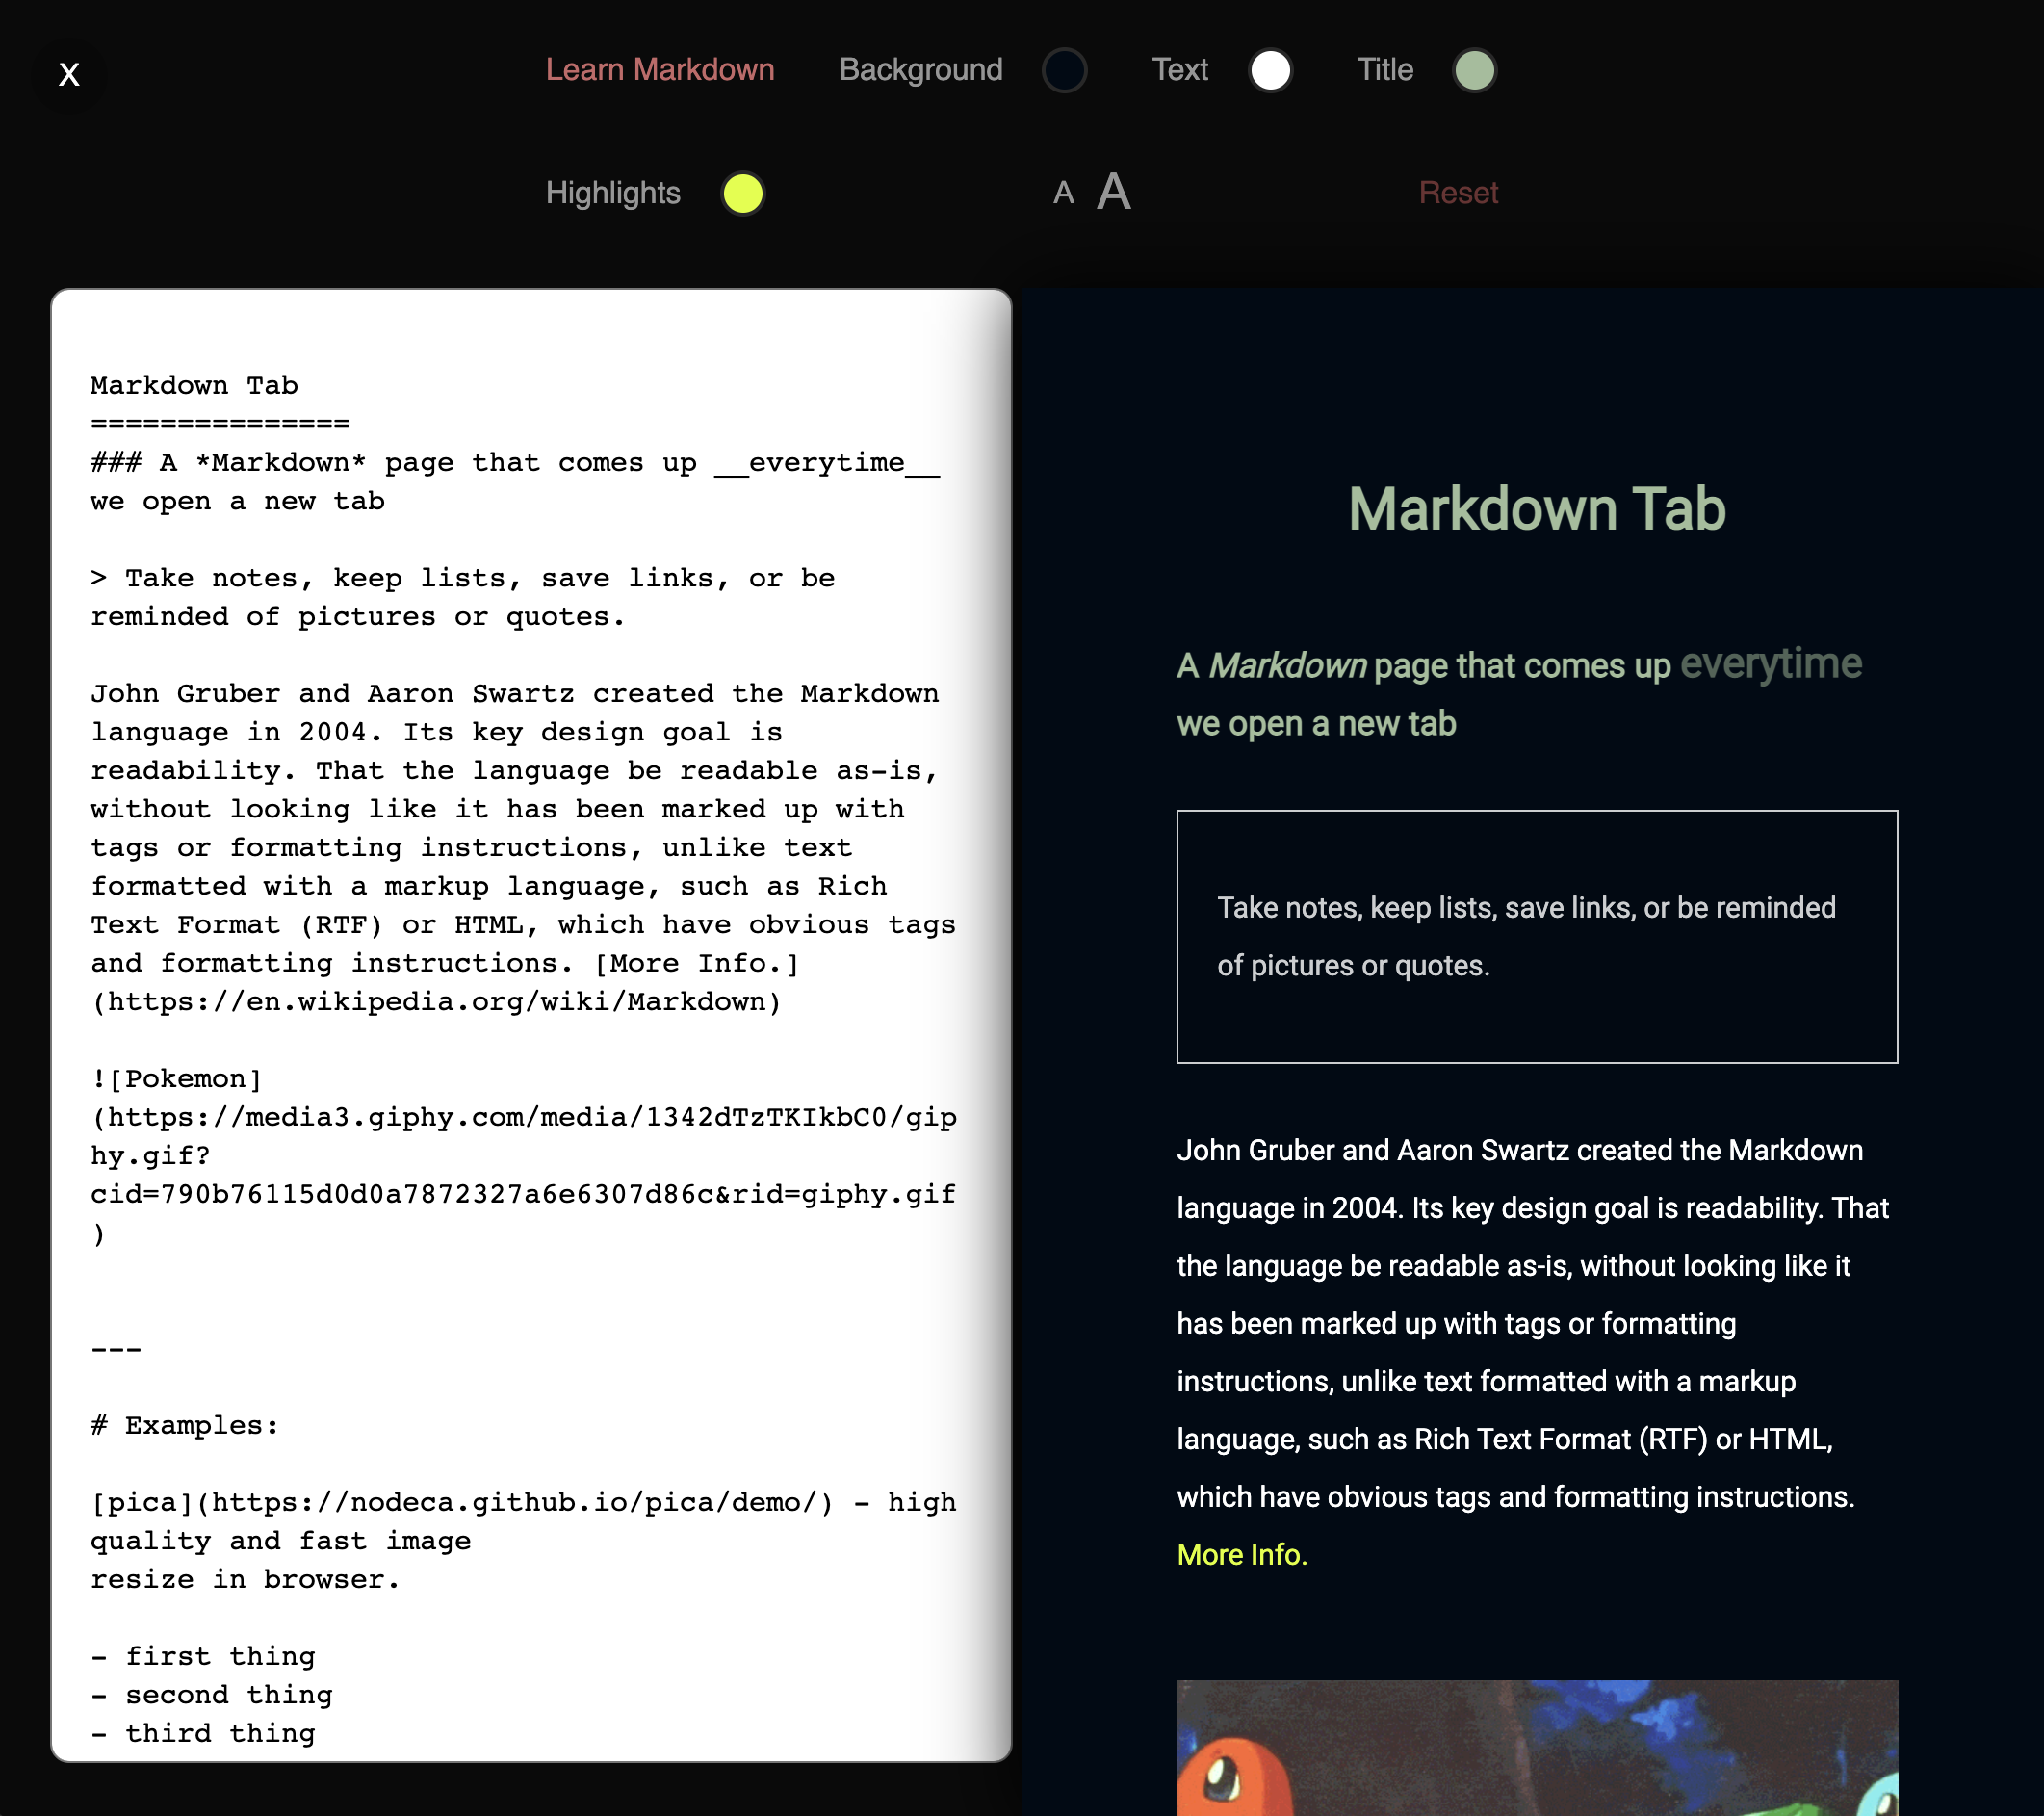 X
Learn Markdown Background Text Title
Highlights A A Reset
Markdown Tab
===============
### A *Markdown* page that comes up __everytime__
we open a new tab
> Take notes, keep lists, save links, or be
reminded of pictures or quotes.
John Gruber and Aaron Swartz created the Markdown
language in 2004. Its key design goal is
readability. That the language be readable as-is,
without looking like it has been marked up with
tags or formatting instructions, unlike text
formatted with a markup language, such as Rich
Text Format (RTF) or HTML, which have obvious tags
and formatting instructions. [More Info.]
(https://en.wikipedia.org/wiki/Markdown)
![Pokemon]
(https://media3.giphy.com/media/1342dTzTKIkbC0/gip
hy.gif?
cid=790b76115d0d0a7872327a6e6307d86c&rid=giphy.gif
)
---
# Examples:
[pica](https://nodeca.github.io/pica/demo/) - high
quality and fast image
resize in browser.
- first thing
- second thing
- third thing
Markdown Tab
A Markdown page that comes up everytime
we open a new tab
Take notes, keep lists, save links, or be reminded
of pictures or quotes.
John Gruber and Aaron Swartz created the Markdown
language in 2004. Its key design goal is readability. That
the language be readable as-is, without looking like it
has been marked up with tags or formatting
instructions, unlike text formatted with a markup
language, such as Rich Text Format (RTF) or HTML,
which have obvious tags and formatting instructions.
More Info.